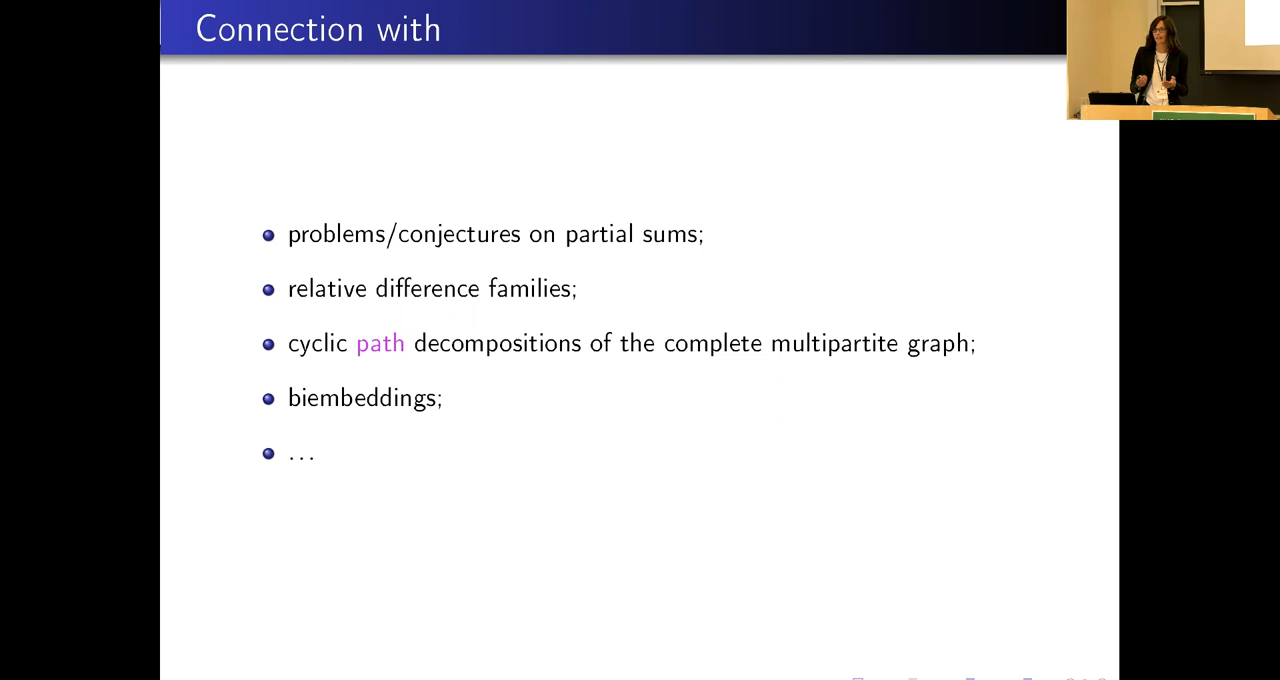 Connection with
problems/conjectures on partial sums;
relative difference families;
cyclic path decompositions of the complete multipartite graph;
biembeddings;
...